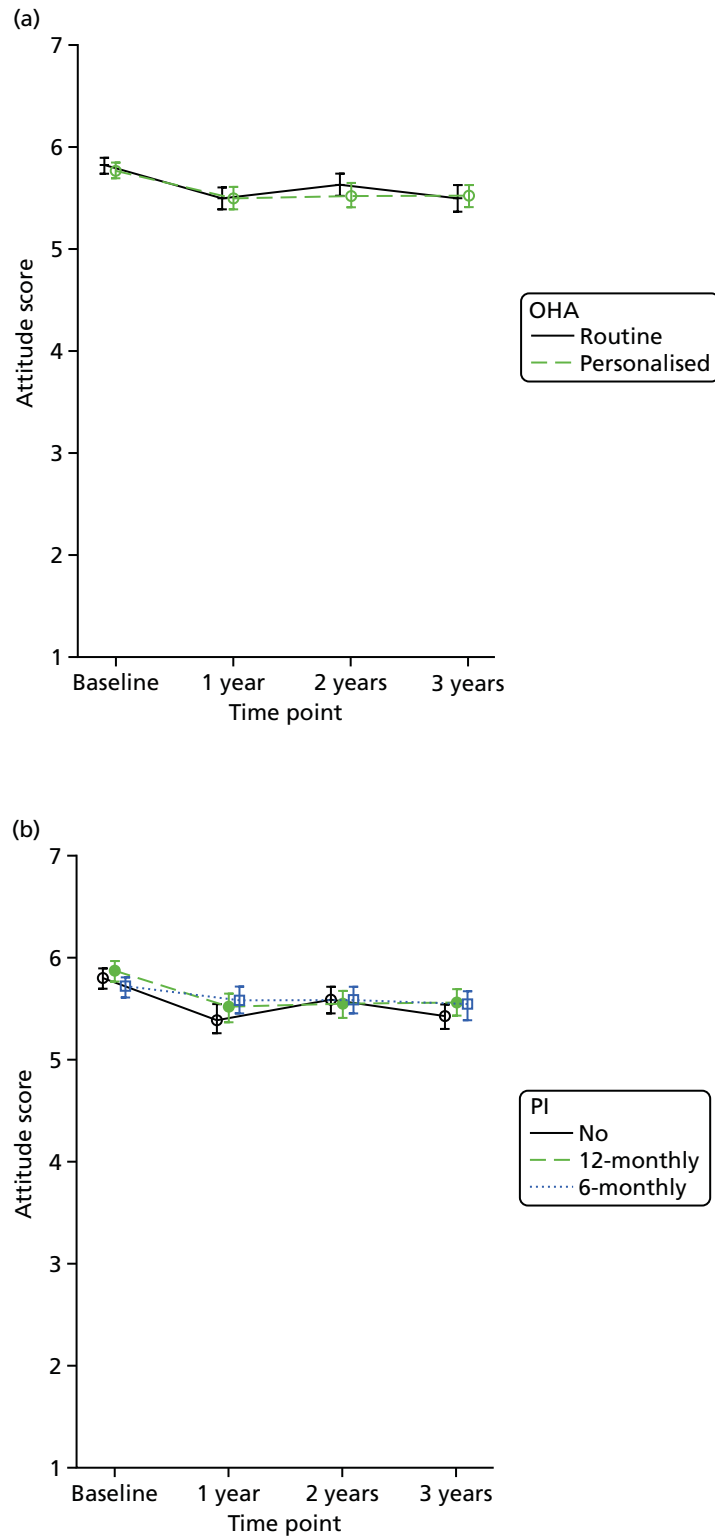 (a)
7
6
5
4
3
2
1
Attitude score
Baseline 1 year 2 years 3 years
Time point
OHA
Routine
Personalised
(b)
7
6
5
4
3
2
1
Attitude score
Baseline 1 year 2 years 3 years
Time point
PI
No
12-monthly
6-monthly